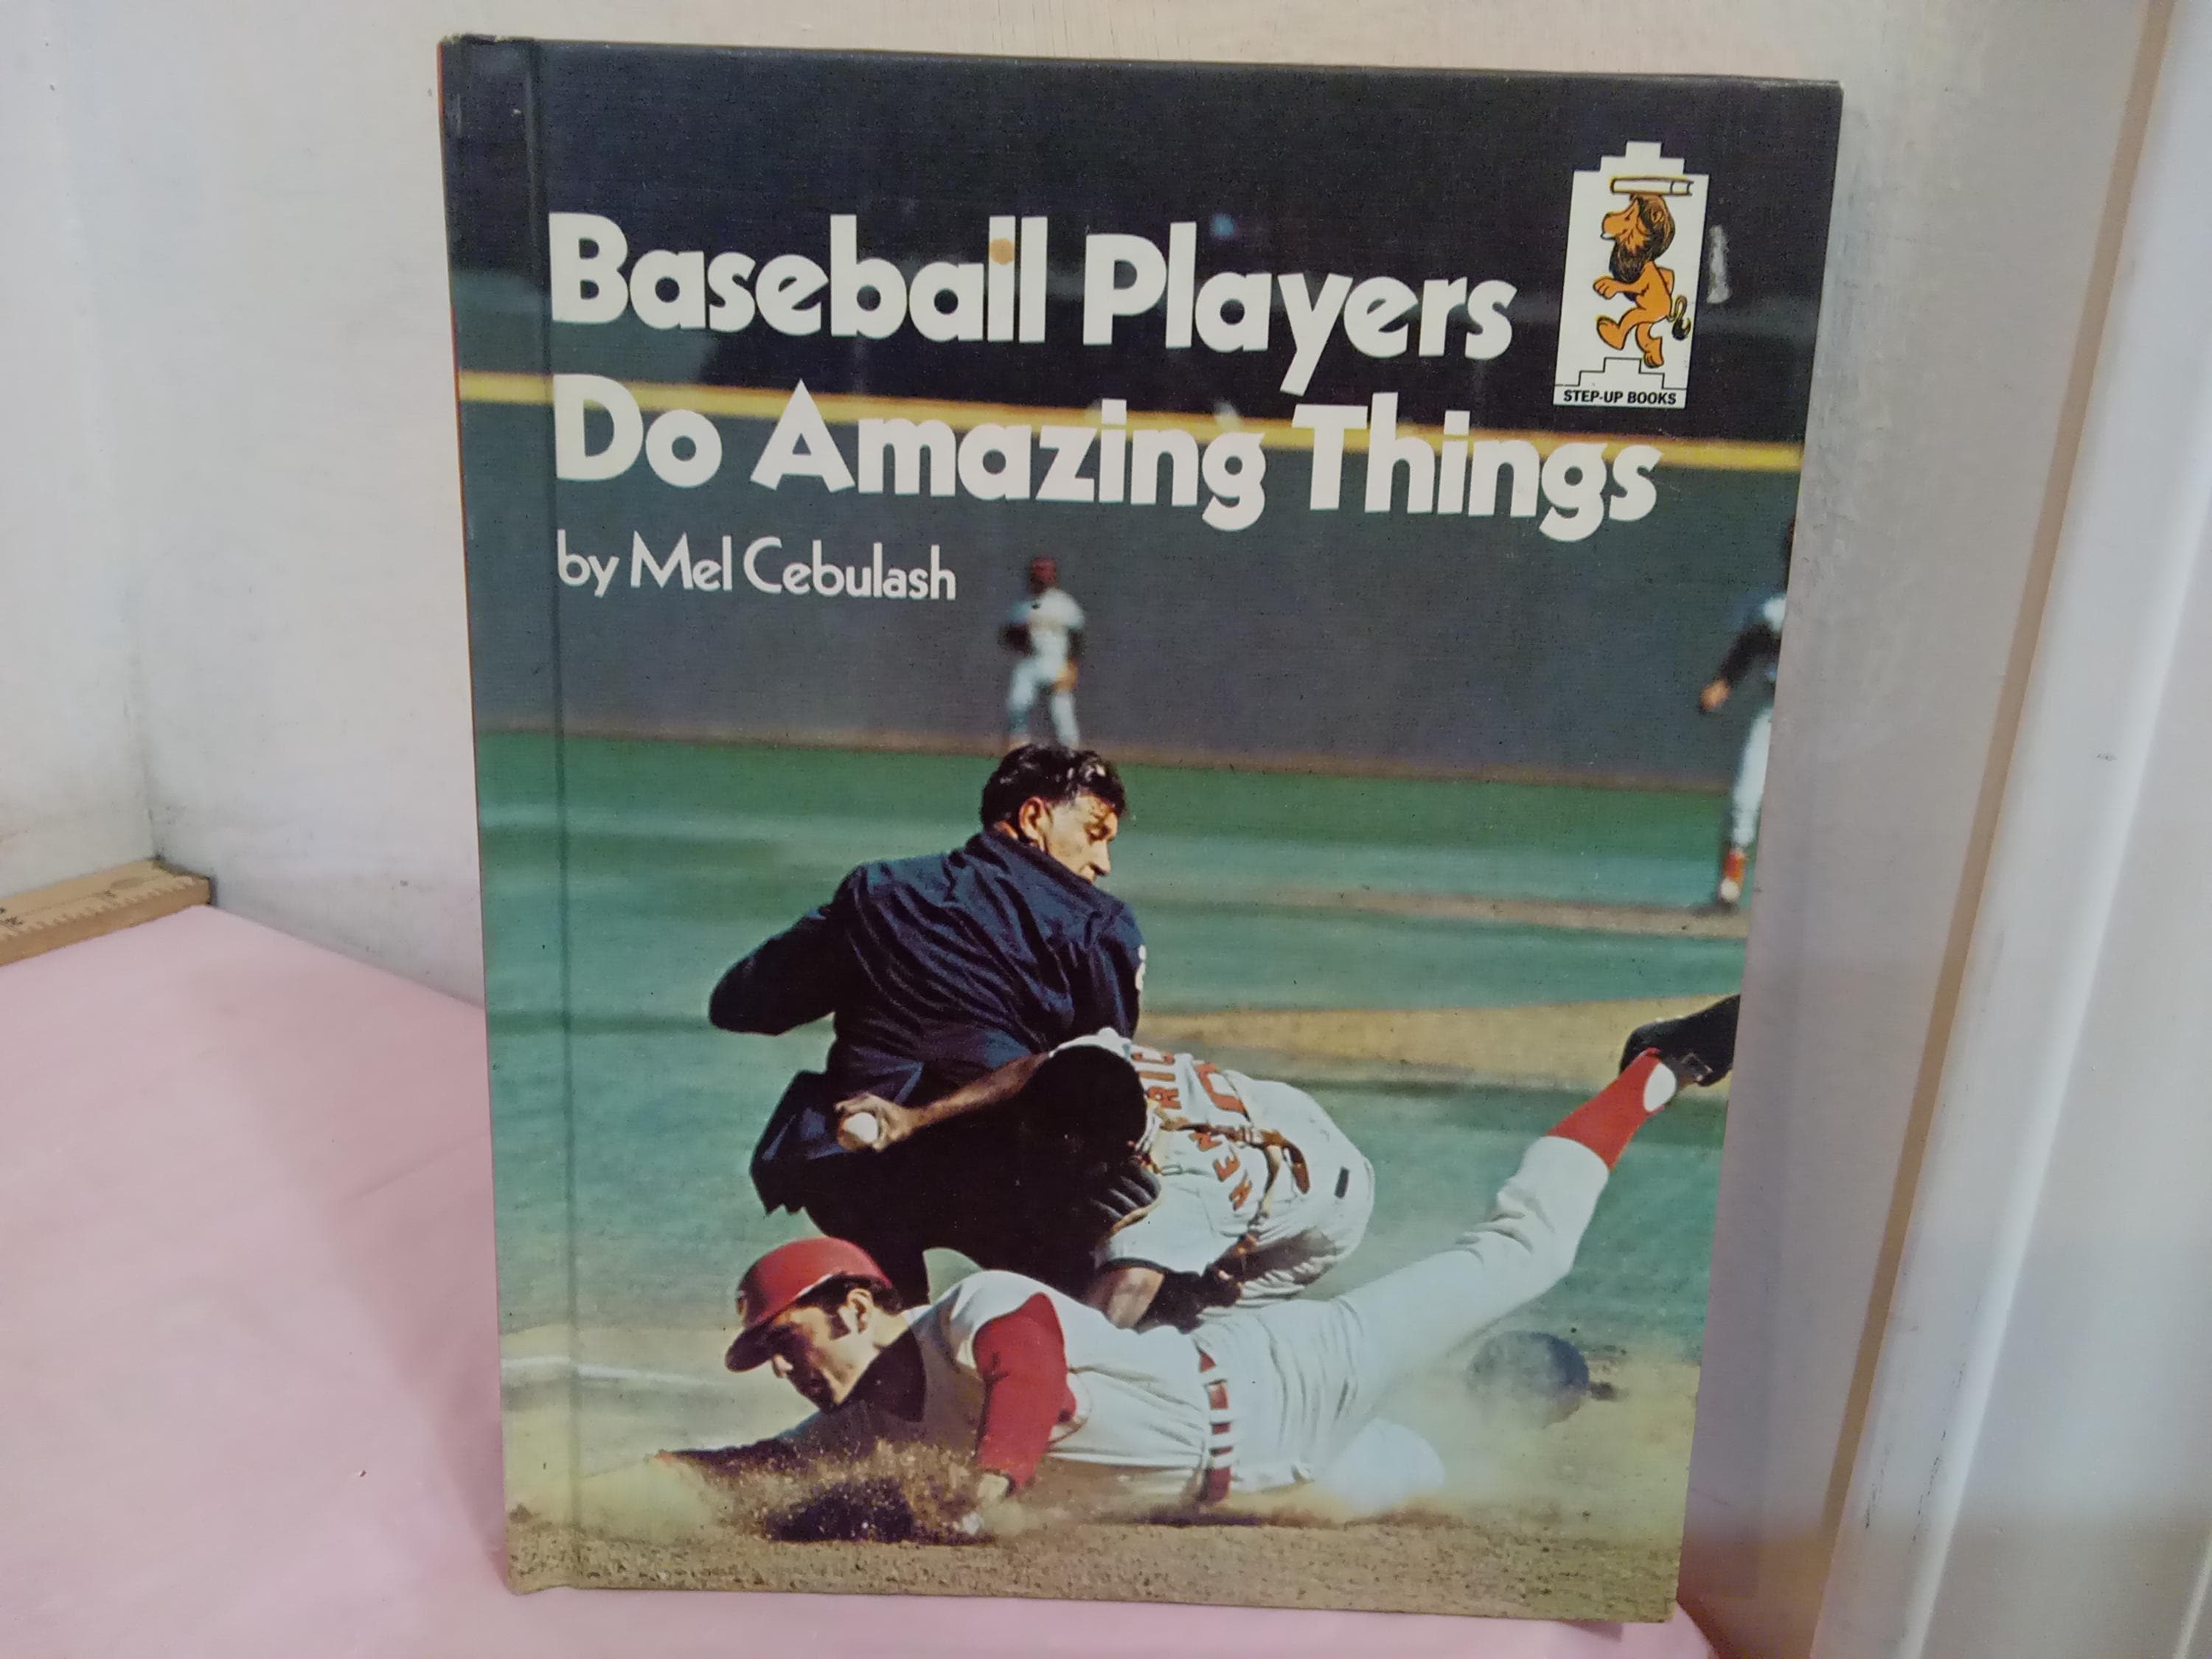 Baseball Players
Do Amazing Things
by Mel Cebulash
STEP-UP BOOKS